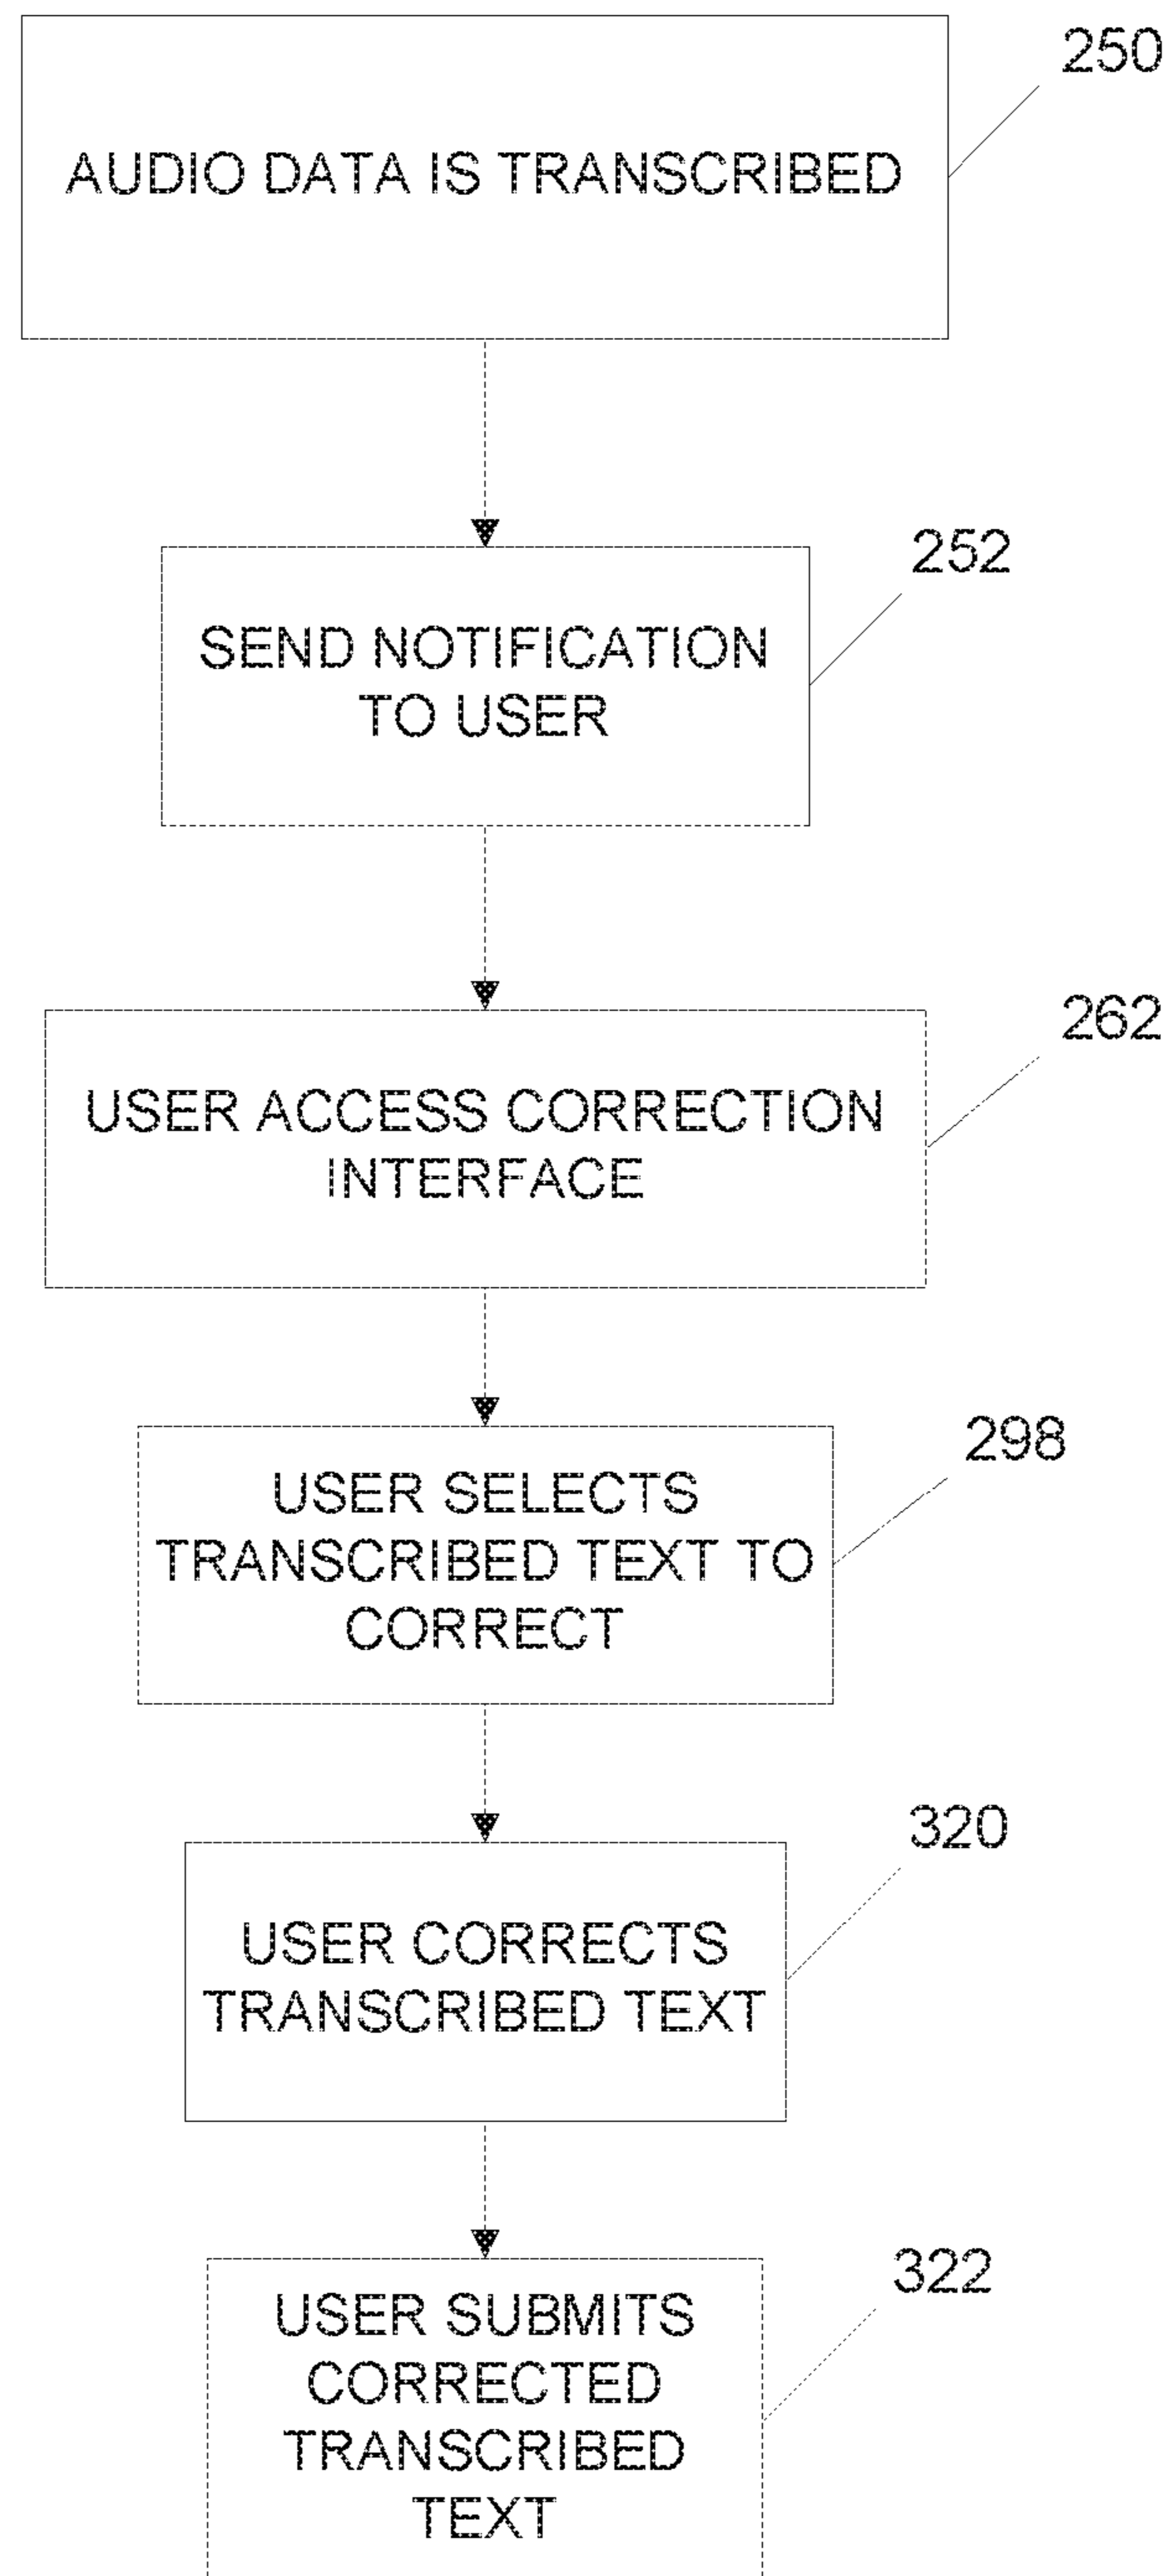 250
AUDIO DATA IS TRANSCRIBED
252
SEND NOTIFICATION
TO USER
262
USER ACCESS CORRECTION
INTERFACE
298
USER SELECTS
TRANSCRIBED TEXT TO
CORRECT
320
USER CORRECTS
TRANSCRIBED TEXT
322
USER SUBMITS
CORRECTED
TRANSCRIBED
TEXT